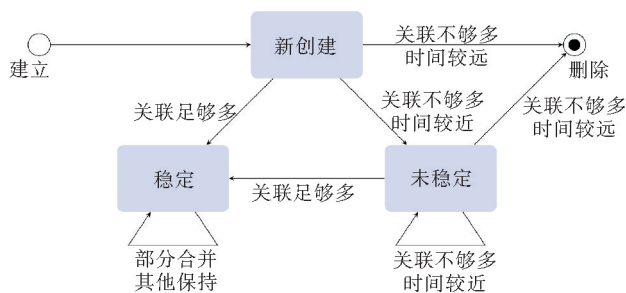 新创建
关联不够多
时间较远
建立
删除
关联足够多
关联不够多
时间较近
关联不够多
时间较远
稳定
关联足够多
未稳定
部分合并
其他保持
关联不够多
时间较近